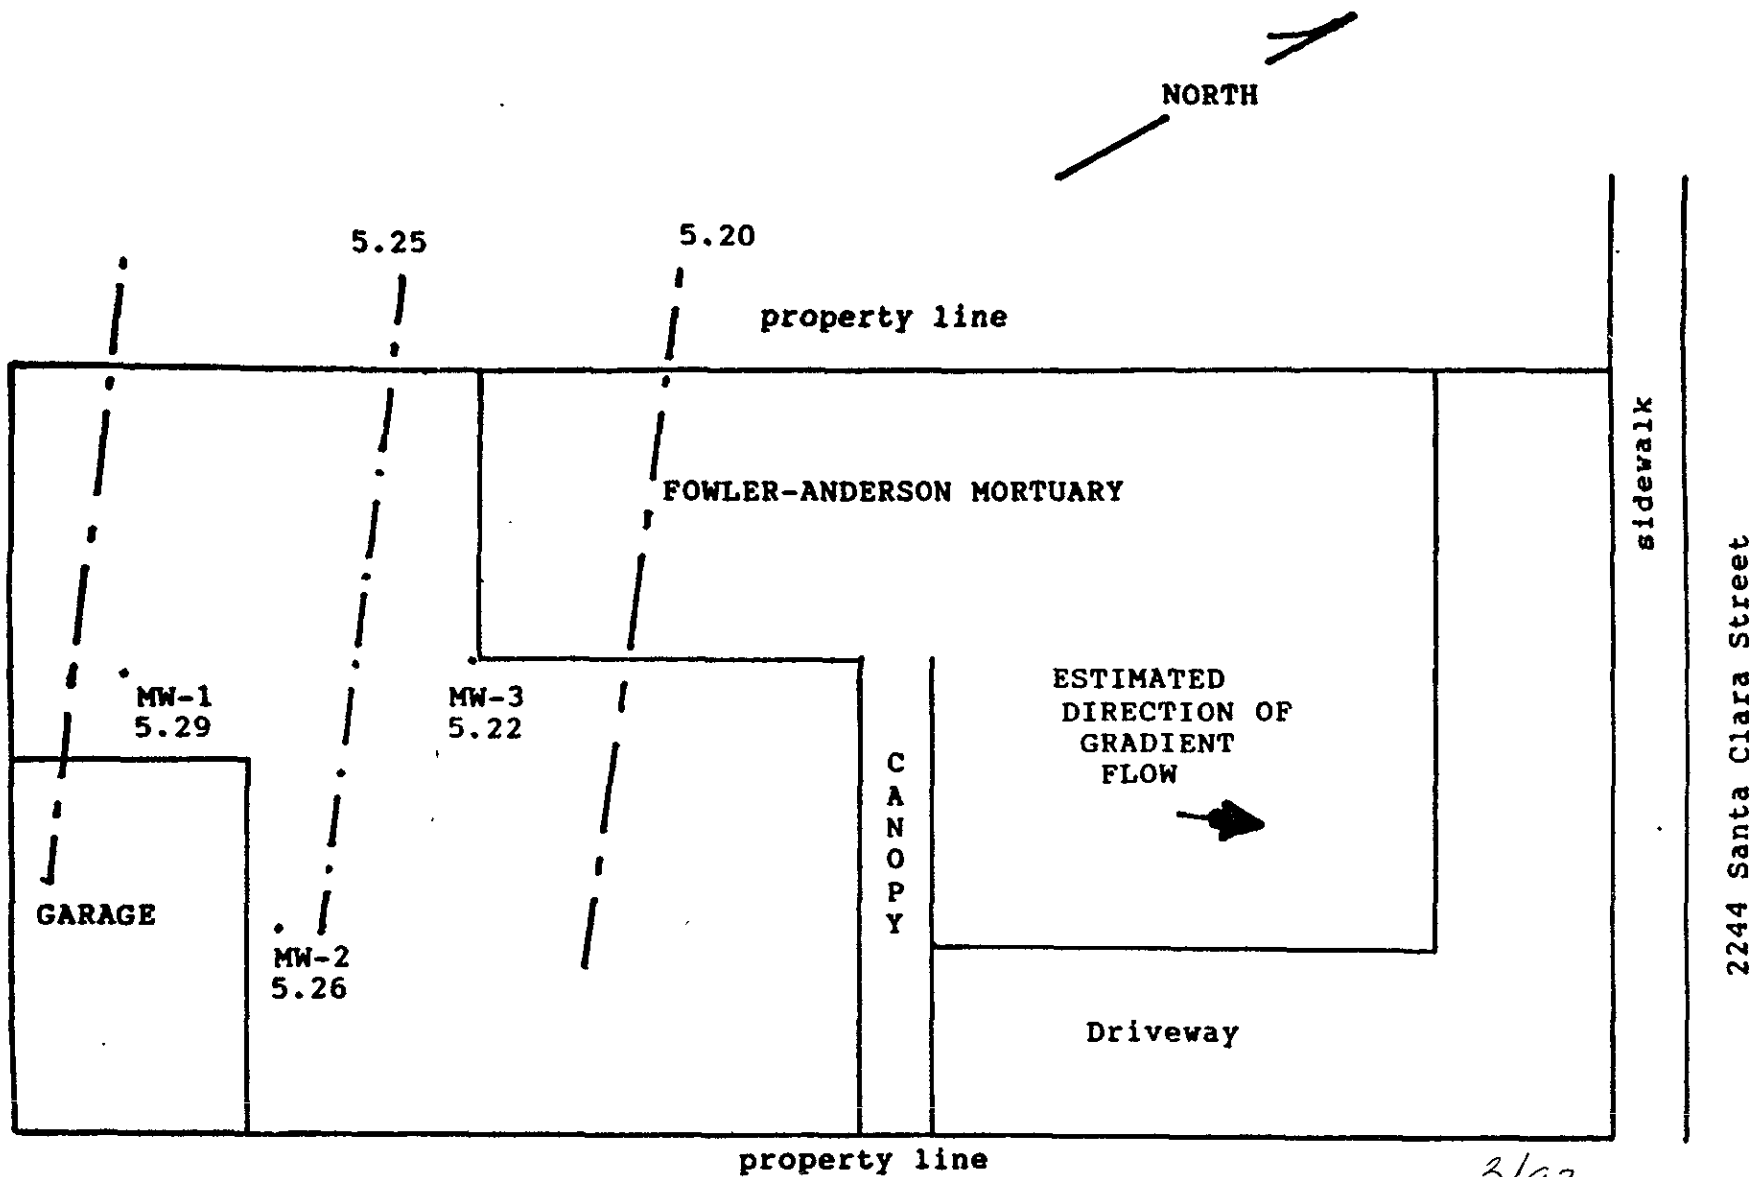 NORTH
5.25
5.20
property line
sidewalk
FOWLER-ANDERSON MORTUARY
2244 Santa Clara Street
MW-1
5.29
MW-3
5.22
ESTIMATED
DIRECTION OF
GRADIENT
FLOW
CANOPY
GARAGE
MW-2
5.26
Driveway
property line